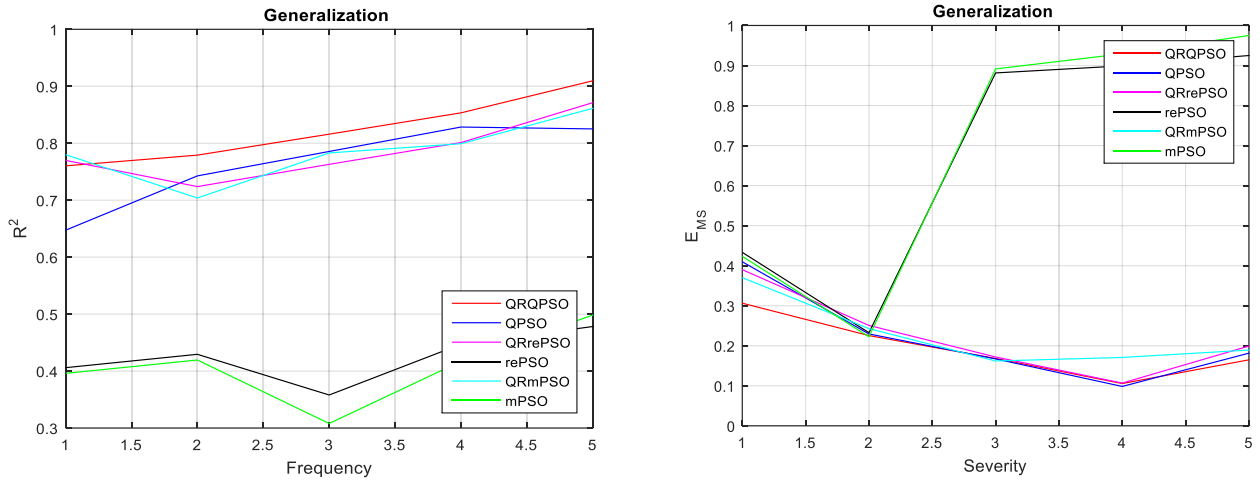 Generalization
1
0.9
0.8
0.7
0.6
0.5
0.4
0.3
R²
1 1.5 2 2.5 3 3.5 4 4.5 5
Frequency
QRQPSO
QPSO
QRrePSO
rePSO
QRmPSO
mPSO
Generalization
1
0.9
0.8
0.7
0.6
0.5
0.4
0.3
0.2
0.1
0
E_MS
1 1.5 2 2.5 3 3.5 4 4.5 5
Severity
QRQPSO
QPSO
QRrePSO
rePSO
QRmPSO
mPSO